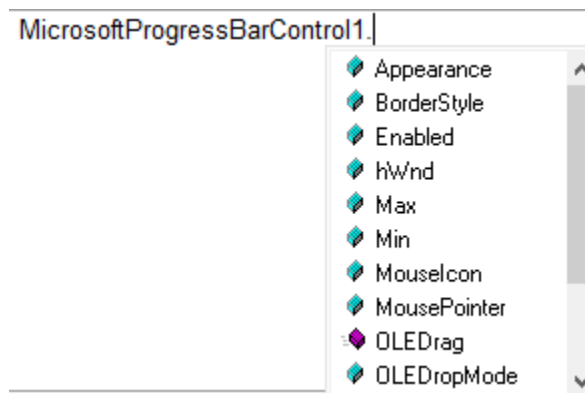 MicrosoftProgressBarControl1.
Appearance
BorderStyle
Enabled
hWnd
Max
Min
MouseIcon
MousePointer
OLEDrag
OLEDropMode